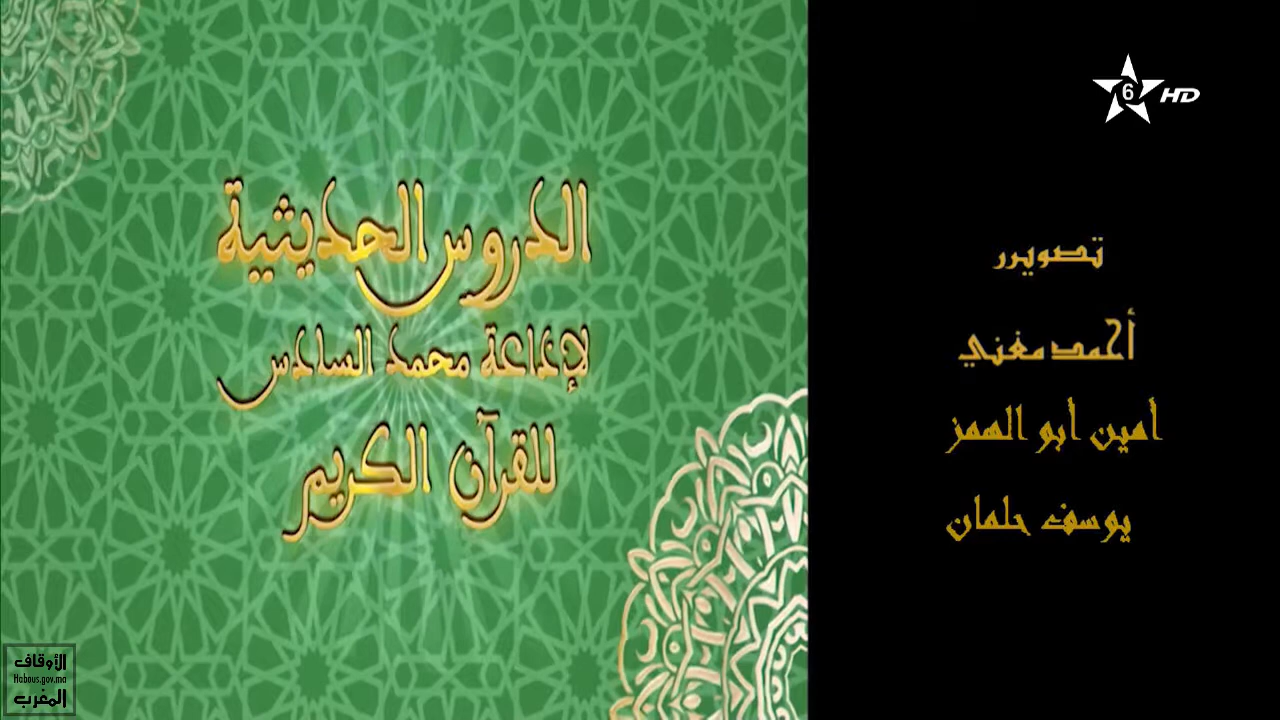 الدروس الحديثية
لإذاعة محمد السادس
للقرآن الكريم
6 HD
تصويرر
أحمد مغني
أمين أبو الهمز
يوسف حلمان
الأوقاف
Habous.gov.ma
المغرب